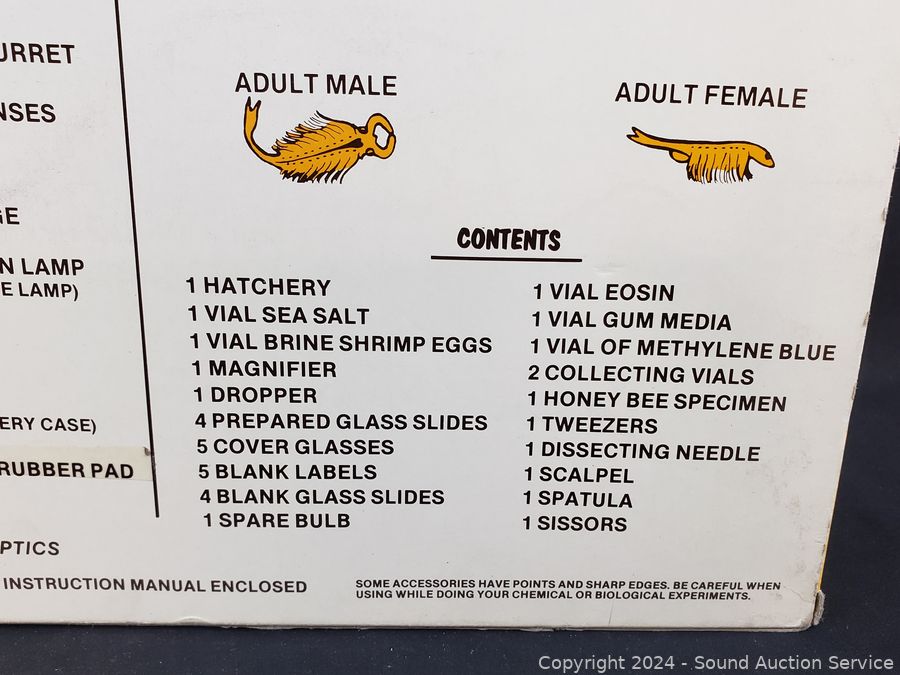 URRET
NSES
GE
N LAMP
E LAMP)
ERY CASE)
RUBBER PAD
PTICS
INSTRUCTION MANUAL ENCLOSED
ADULT MALE
ADULT FEMALE
CONTENTS
1 HATCHERY
1 VIAL SEA SALT
1 VIAL BRINE SHRIMP EGGS
1 MAGNIFIER
1 DROPPER
4 PREPARED GLASS SLIDES
5 COVER GLASSES
5 BLANK LABELS
4 BLANK GLASS SLIDES
1 SPARE BULB
1 VIAL EOSIN
1 VIAL GUM MEDIA
1 VIAL OF METHYLENE BLUE
2 COLLECTING VIALS
1 HONEY BEE SPECIMEN
1 TWEEZERS
1 DISSECTING NEEDLE
1 SCALPEL
1 SPATULA
1 SISSORS
SOME ACCESSORIES HAVE POINTS AND SHARP EDGES. BE CAREFUL WHEN
USING WHILE DOING YOUR CHEMICAL OR BIOLOGICAL EXPERIMENTS.
Copyright 2024 - Sound Auction Service